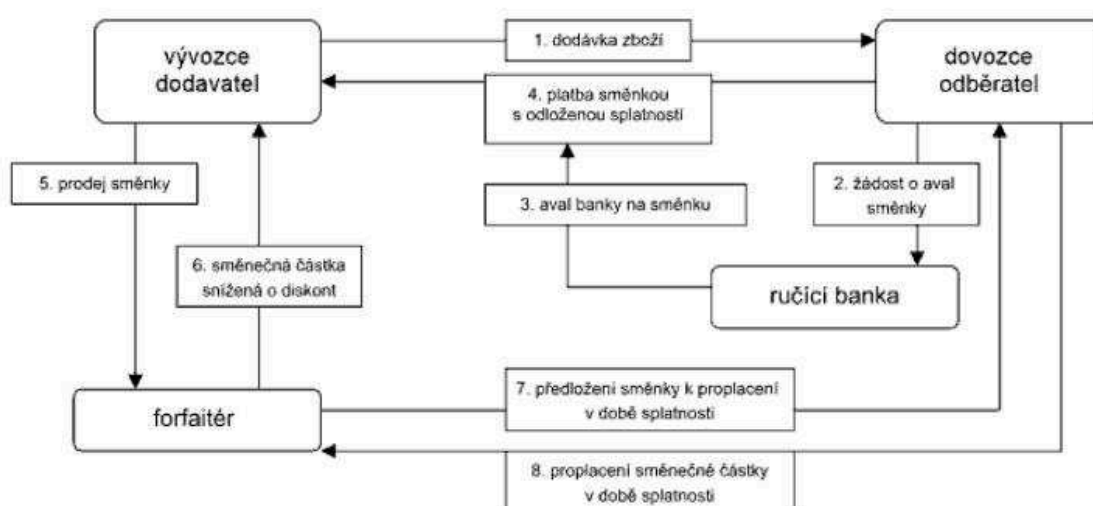 vývozce
dodavatel
1. dodávka zboží
dovozce
odběratel
4. platba směnkou
s odloženou splatností
5. prodej směnky
3. aval banky na směnku
2. žádost o aval
směnky
6. směnečná částka
snížená o diskont
ručící banka
forfaitér
7. předložení směnky k proplacení
v době splatnosti
8. proplacení směnečné částky
v době splatnosti